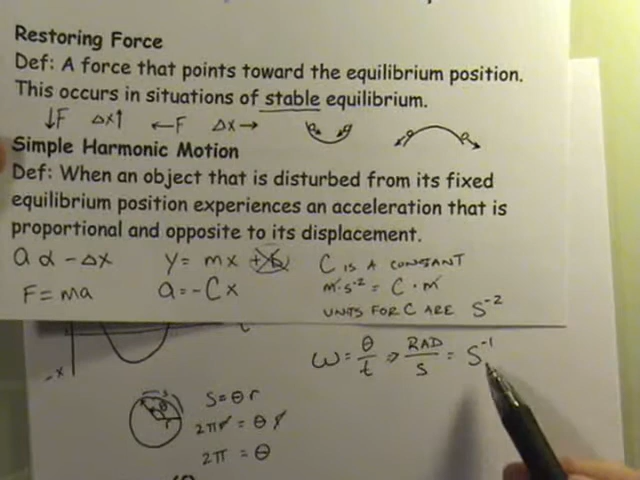 Restoring Force
Def: A force that points toward the equilibrium position.
This occurs in situations of stable equilibrium.
↓F Δx↑ ←F Δx→
Simple Harmonic Motion
Def: When an object that is disturbed from its fixed
equilibrium position experiences an acceleration that is
proportional and opposite to its displacement.
a α -Δx y = mx +b C IS A CONSTANT
F = ma a = -Cx m·s⁻² = C·m
UNITS FOR C ARE S⁻²
-x t
ω = θ/t ⇒ RAD/S = S⁻¹
S θ r
S = θr
2πr = θr
2π = θ